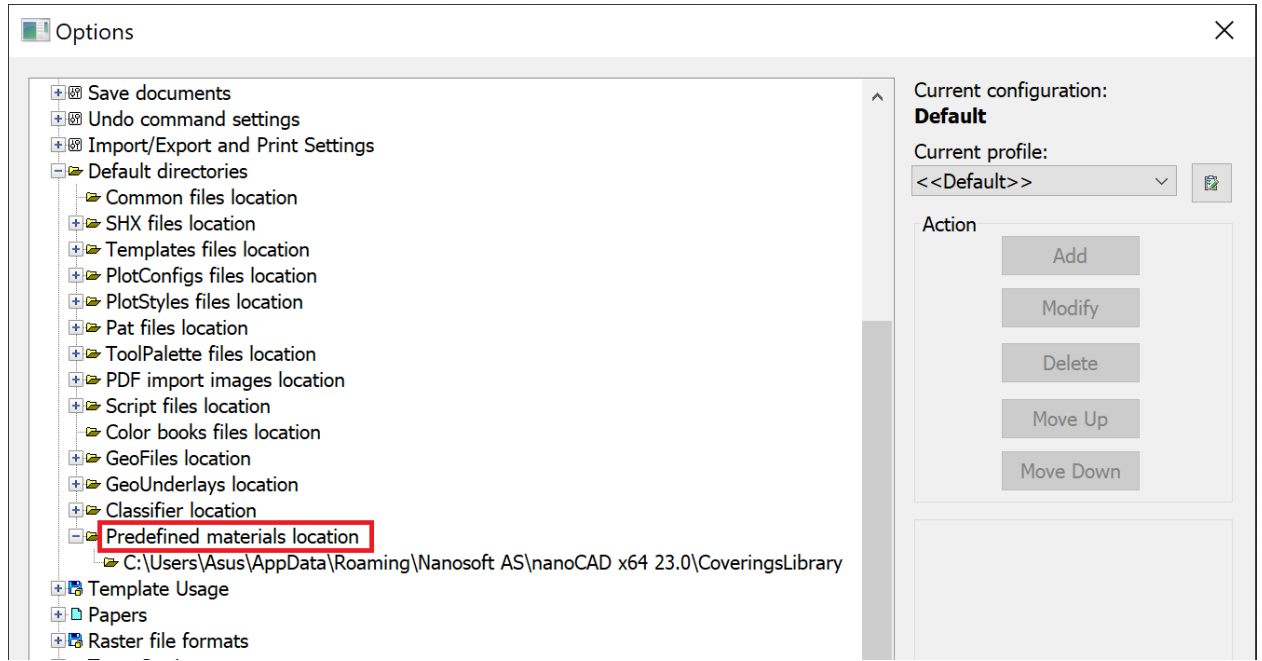 Options
Save documents
Undo command settings
Import/Export and Print Settings
Default directories
Common files location
SHX files location
Templates files location
PlotConfigs files location
PlotStyles files location
Pat files location
ToolPalette files location
PDF import images location
Script files location
Color books files location
GeoFiles location
GeoUnderlays location
Classifier location
Predefined materials location
C:\Users\Asus\AppData\Roaming\Nanosoft AS\nanoCAD x64 23.0\CoveringsLibrary
Template Usage
Papers
Raster file formats
Current configuration:
Default
Current profile:
<<Default>>
Action
Add
Modify
Delete
Move Up
Move Down